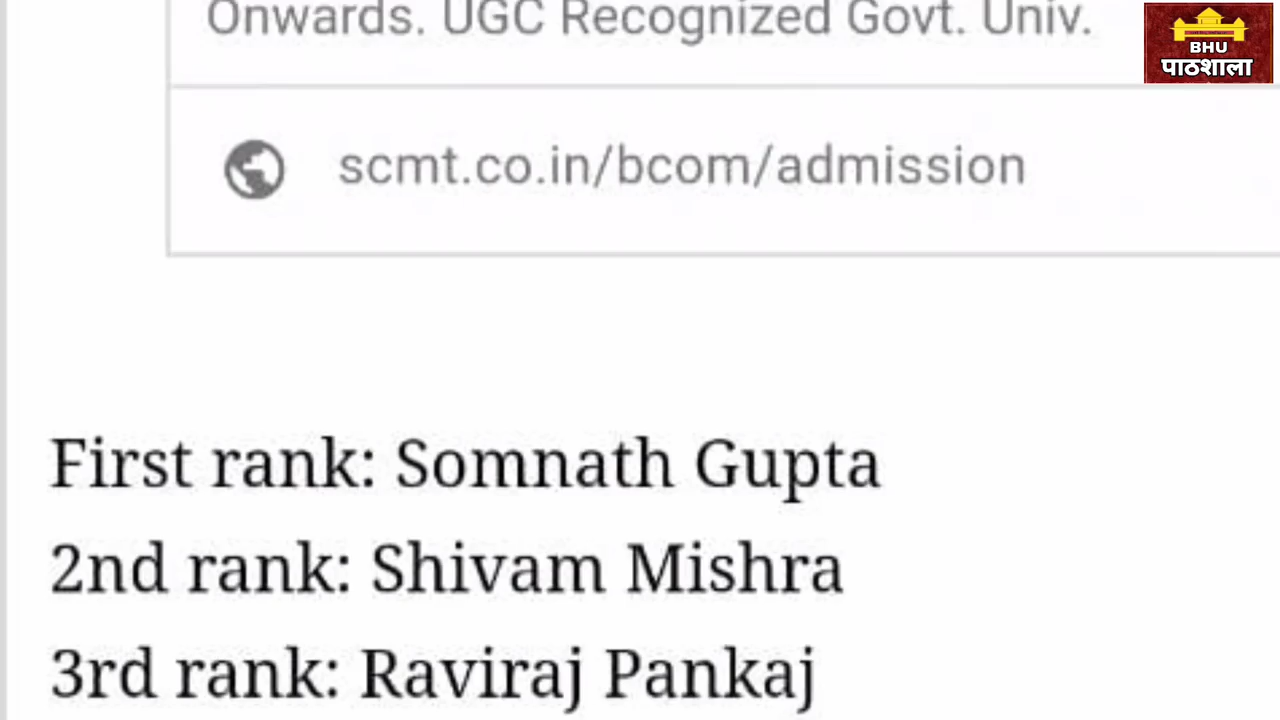 Onwards. UGC Recognized Govt. Univ.
BHU
पाठशाला
scmt.co.in/bcom/admission
First rank: Somnath Gupta
2nd rank: Shivam Mishra
3rd rank: Raviraj Pankaj